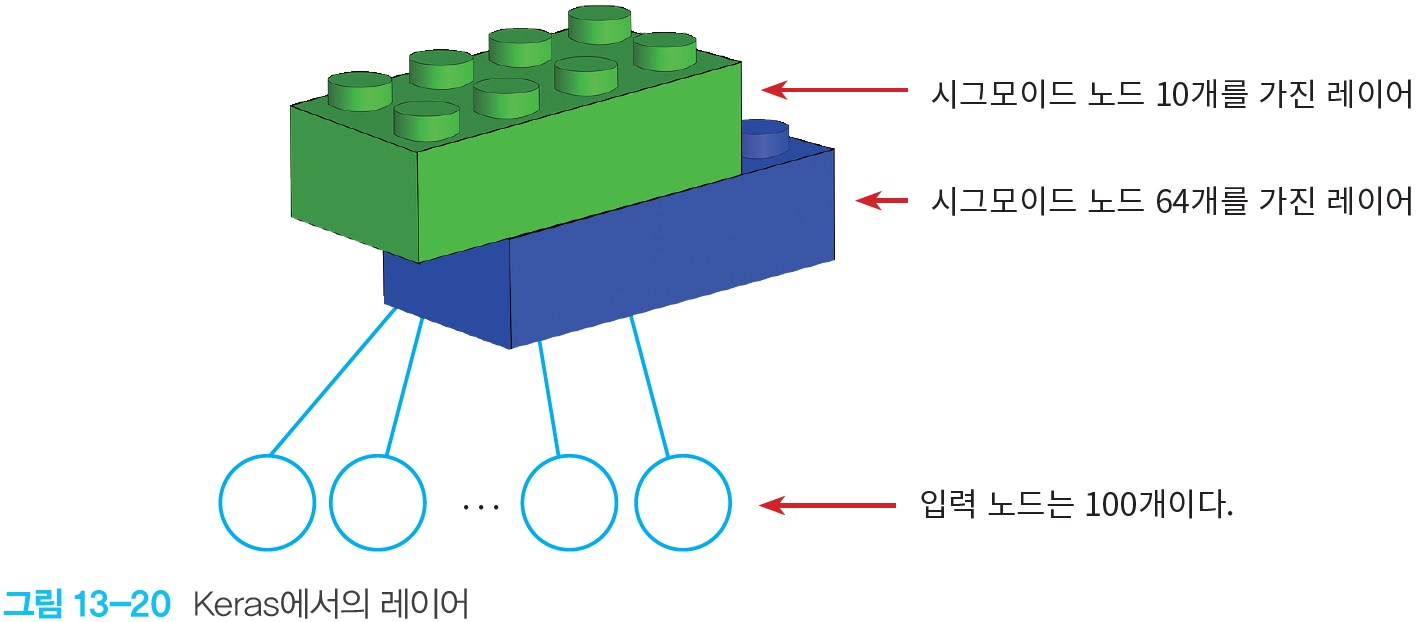 시그모이드 노드 10개를 가진 레이어
시그모이드 노드 64개를 가진 레이어
...
입력 노드는 100개이다.
그림 13-20 Keras에서의 레이어